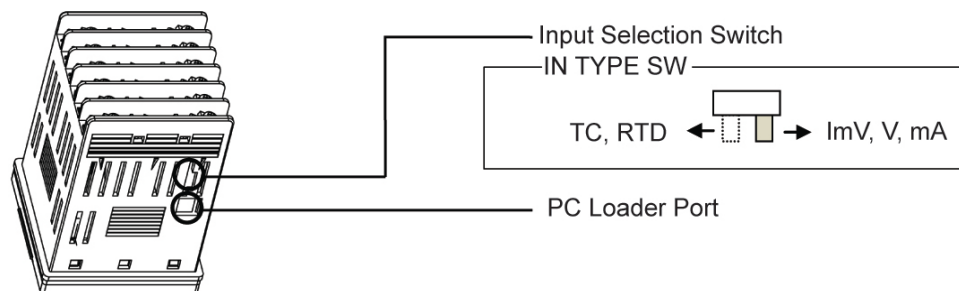 Input Selection Switch
IN TYPE SW
TC, RTD
ImV, V, mA
PC Loader Port